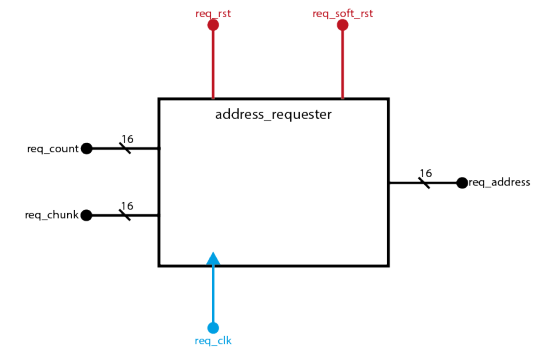 req_rst
req_soft_rst
address_requester
16
req_count
16
req_address
16
req_chunk
req_clk